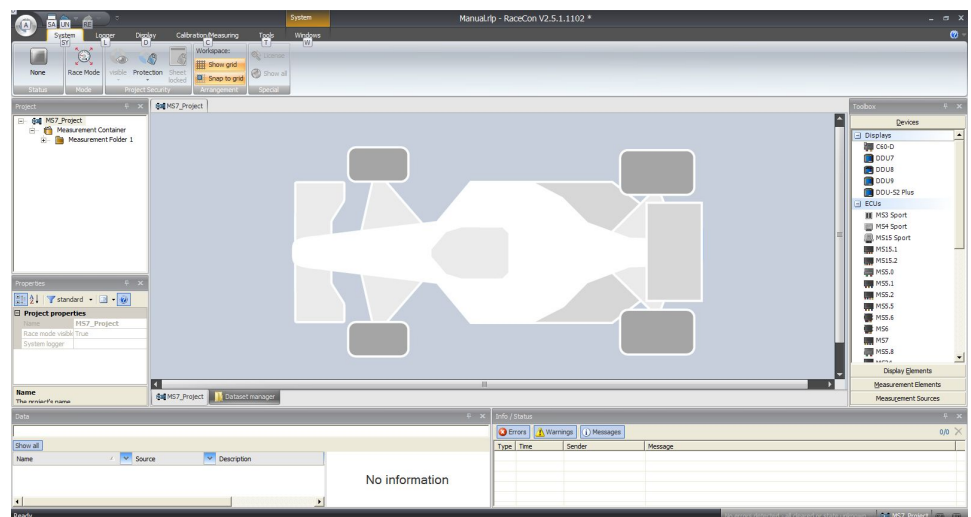 System
Manual.rlp - RaceCon V2.5.1.1102 *
A
SA
UN
RE
System
Logger
Display
Calibration/Measuring
Tools
Windows
SY
L
D
C
T
W
None
Race Mode
visible
Protection
Sheet locked
Workspace:
Show grid
Snap to grid
License
Show all
Status
Mode
Project Security
Arrangement
Special
Project
MS7_Project
Measurement Container
Measurement Folder 1
MS7_Project
Properties
standard
Project properties
Name MS7_Project
Race mode visible True
System logger
Name
The project's name
MS7_Project
Dataset manager
Toolbox
Devices
Displays
C60-D
DDU7
DDU8
DDU9
DDU-S2 Plus
ECUs
MS3 Sport
MS4 Sport
MS15 Sport
MS15.1
MS15.2
MS5.0
MS5.1
MS5.2
MS5.5
MS5.6
MS6
MS7
MS5.8
Display Elements
Measurement Elements
Measurement Sources
Data
Show all
Name
Source
Description
No information
Info / Status
Errors
Warnings
Messages
0/0
Type
Time
Sender
Message
Ready
MS7_Project